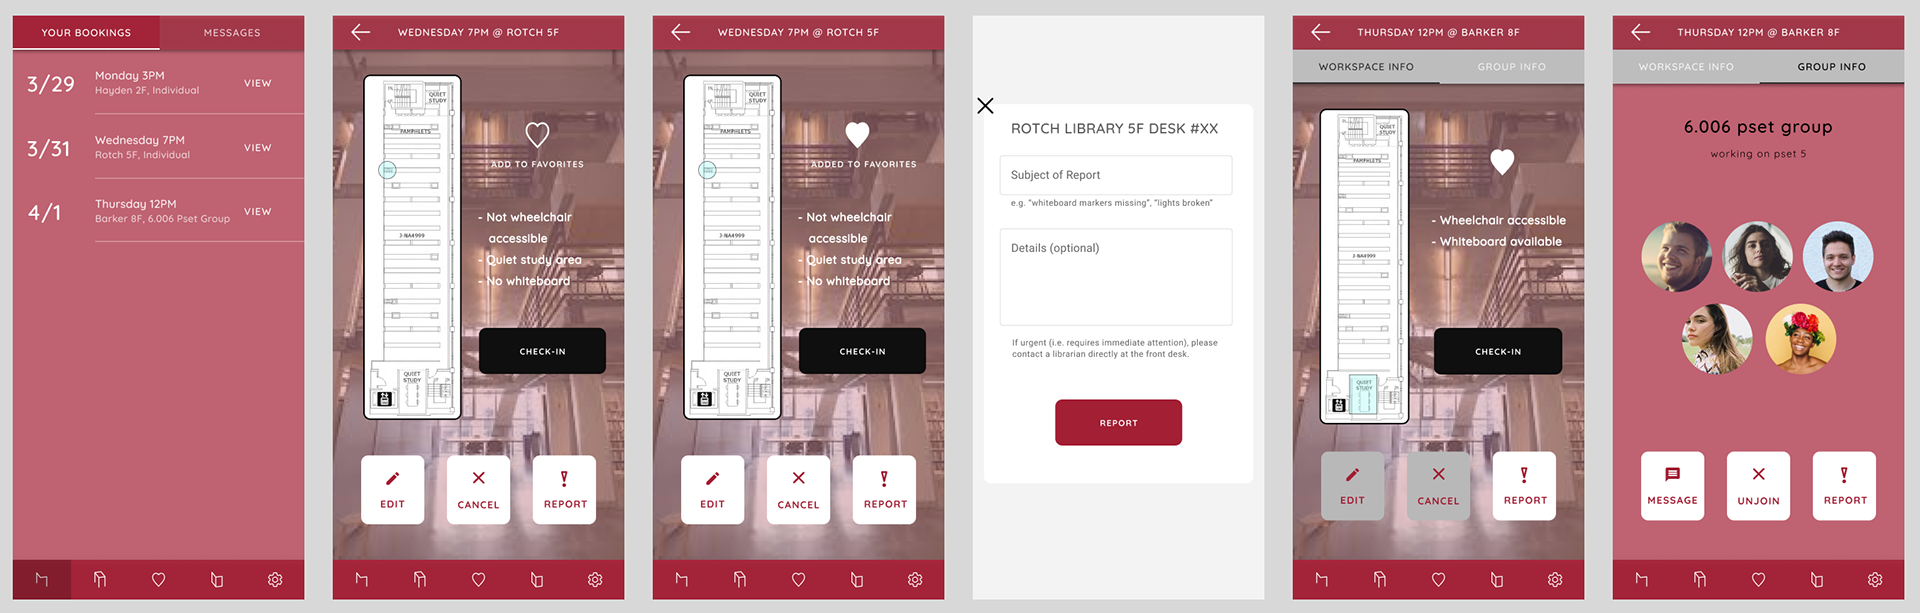 YOUR BOOKINGS
MESSAGES
3/29
Monday 3PM
Hayden 2F, Individual
VIEW
3/31
Wednesday 7PM
Rotch 5F, Individual
VIEW
4/1
Thursday 12PM
Barker 8F, 6.006 Pset Group
VIEW
WEDNESDAY 7PM @ ROTCH 5F
QUIET
STUDY
PAMPHLETS
3-NA4999
QUIET
STUDY
ADD TO FAVORITES
- Not wheelchair
accessible
- Quiet study area
- No whiteboard
CHECK-IN
EDIT
CANCEL
REPORT
WEDNESDAY 7PM @ ROTCH 5F
QUIET
STUDY
PAMPHLETS
3-NA4999
QUIET
STUDY
ADDED TO FAVORITES
- Not wheelchair
accessible
- Quiet study area
- No whiteboard
CHECK-IN
EDIT
CANCEL
REPORT
ROTCH LIBRARY 5F DESK #XX
Subject of Report
e.g. "whiteboard markers missing", "lights broken"
Details (optional)
If urgent (i.e. requires immediate attention), please
contact a librarian directly at the front desk.
REPORT
THURSDAY 12PM @ BARKER 8F
WORKSPACE INFO
GROUP INFO
QUIET
STUDY
PAMPHLETS
3-NA4999
QUIET
STUDY
- Wheelchair accessible
- Whiteboard available
CHECK-IN
EDIT
CANCEL
REPORT
THURSDAY 12PM @ BARKER 8F
WORKSPACE INFO
GROUP INFO
6.006 pset group
working on pset 5
MESSAGE
UNJOIN
REPORT